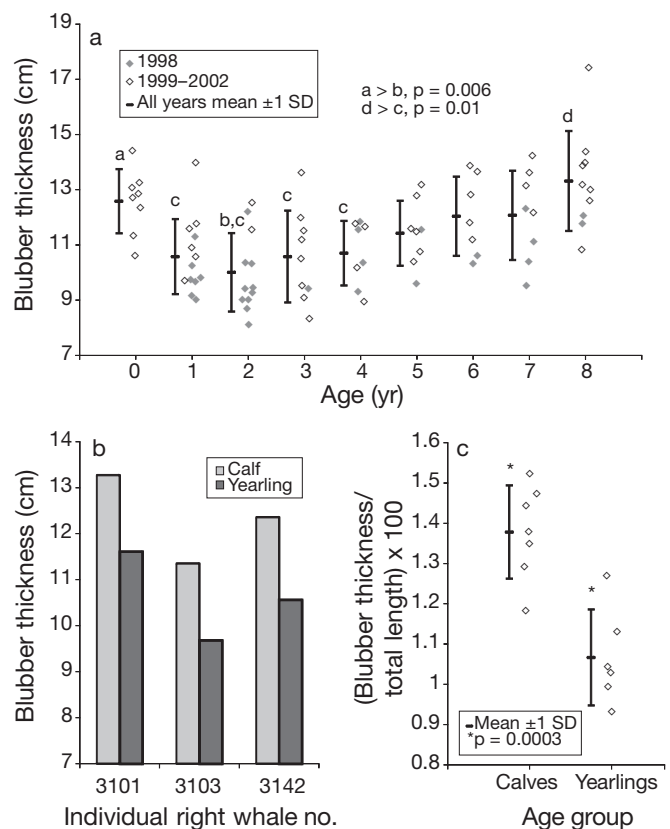 a
1998
1999–2002
All years mean ±1 SD
a > b, p = 0.006
d > c, p = 0.01
Blubber thickness (cm)
19
17
15
13
11
9
7
a
c
b,c
c
c
d
0 1 2 3 4 5 6 7 8
Age (yr)
b
Calf
Yearling
Blubber thickness (cm)
14
13
12
11
10
9
8
7
3101 3103 3142
Individual right whale no.
c
(Blubber thickness/
total length) x 100
1.6
1.5
1.4
1.3
1.2
1.1
1
0.9
0.8
*
*
Mean ±1 SD
*p = 0.0003
Calves Yearlings
Age group